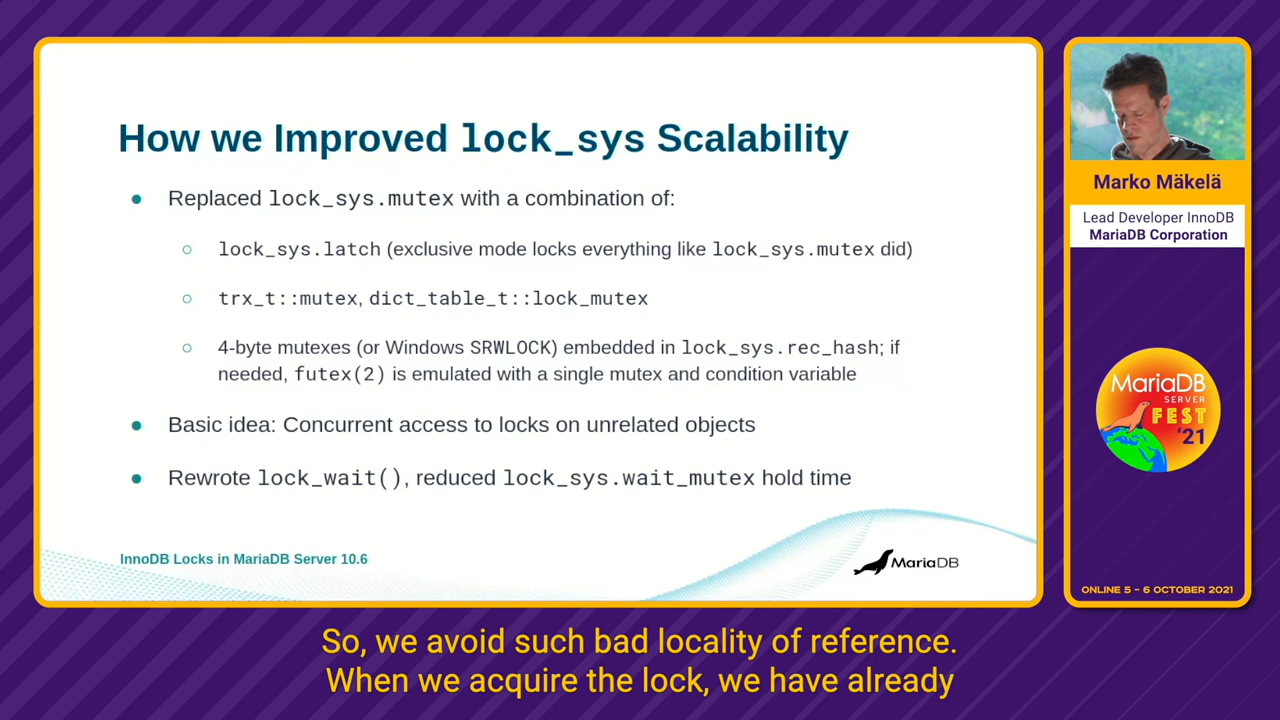 How we Improved lock_sys Scalability
● Replaced lock_sys.mutex with a combination of:
○ lock_sys.latch (exclusive mode locks everything like lock_sys.mutex did)
○ trx_t::mutex, dict_table_t::lock_mutex
○ 4-byte mutexes (or Windows SRWLOCK) embedded in lock_sys.rec_hash; if
needed, futex(2) is emulated with a single mutex and condition variable
● Basic idea: Concurrent access to locks on unrelated objects
● Rewrote lock_wait(), reduced lock_sys.wait_mutex hold time
InnoDB Locks in MariaDB Server 10.6
MariaDB
Marko Mäkelä
Lead Developer InnoDB
MariaDB Corporation
MariaDB
SERVER
FEST
'21
ONLINE 5 - 6 OCTOBER 2021
So, we avoid such bad locality of reference.
When we acquire the lock, we have already